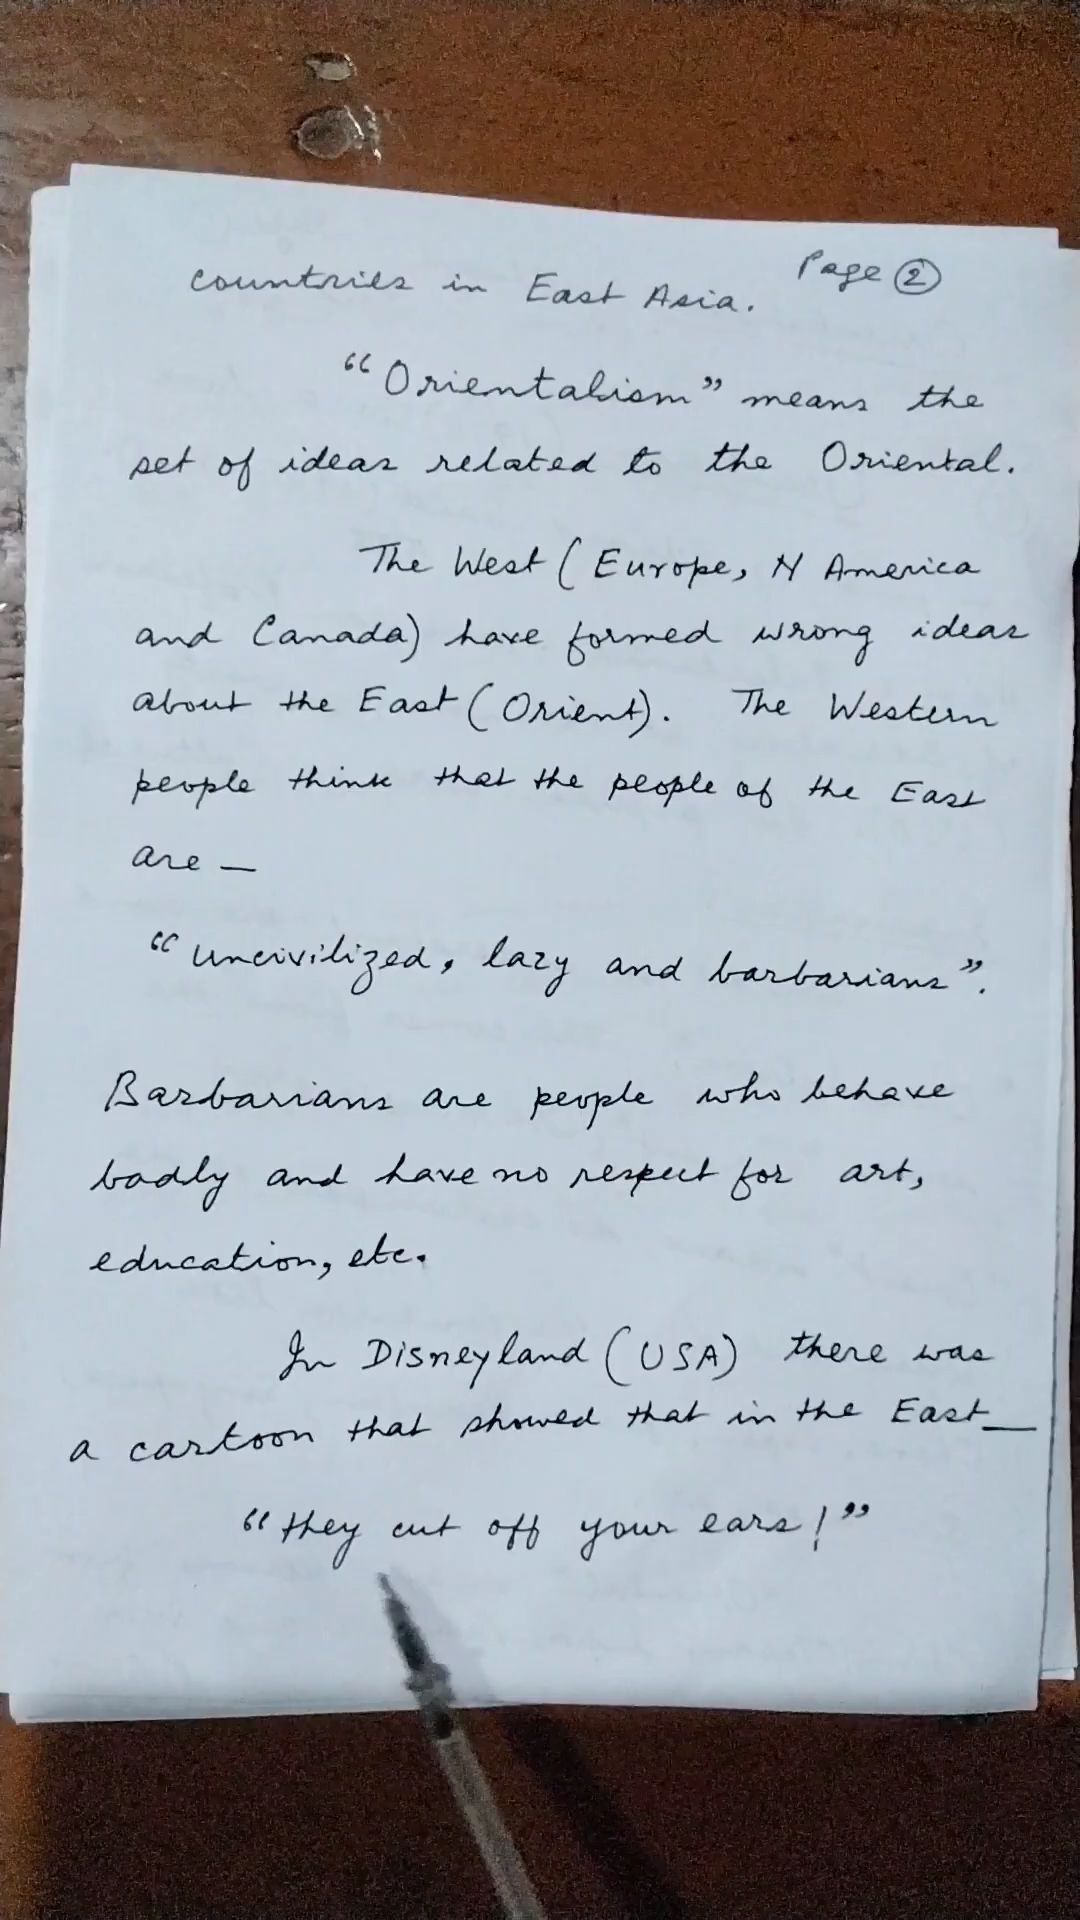 Page ②
countries in East Asia.
"Orientalism" means the
set of ideas related to the Oriental.
The West (Europe, N America
and Canada) have formed wrong ideas
about the East (Orient). The Western
people think that the people of the East
are —
"uncivilized, lazy and barbarians".
Barbarians are people who behave
badly and have no respect for art,
education, etc.
In Disneyland (USA) there was
a cartoon that showed that in the East —
"they cut off your ears!"